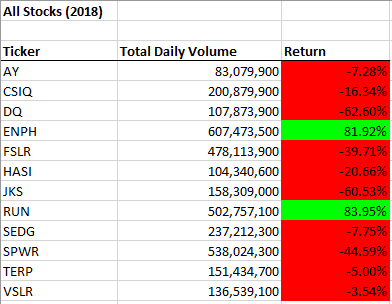 All Stocks (2018)
Ticker Total Daily Volume Return
AY 83,079,900 -7.28%
CSIQ 200,879,900 -16.34%
DQ 107,873,900 -62.60%
ENPH 607,473,500 81.92%
FSLR 478,113,900 -39.71%
HASI 104,340,600 -20.66%
JKS 158,309,000 -60.53%
RUN 502,757,100 83.95%
SEDG 237,212,300 -7.75%
SPWR 538,024,300 -44.59%
TERP 151,434,700 -5.00%
VSLR 136,539,100 -3.54%